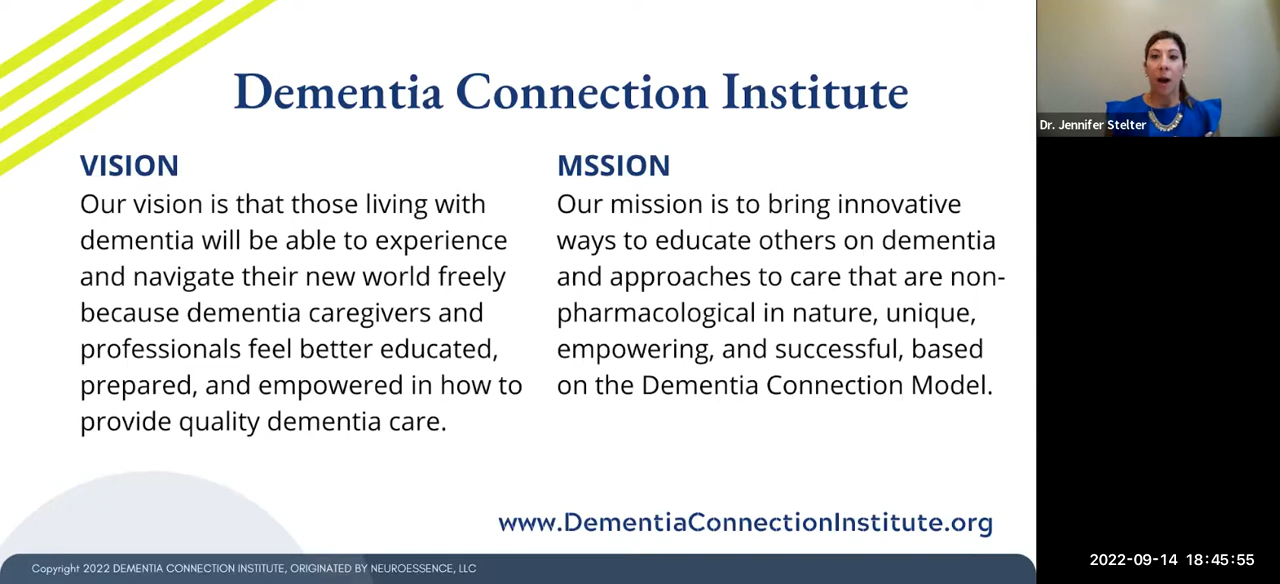 Dementia Connection Institute
VISION
Our vision is that those living with
dementia will be able to experience
and navigate their new world freely
because dementia caregivers and
professionals feel better educated,
prepared, and empowered in how to
provide quality dementia care.
MSSION
Our mission is to bring innovative
ways to educate others on dementia
and approaches to care that are non-
pharmacological in nature, unique,
empowering, and successful, based
on the Dementia Connection Model.
www.DementiaConnectionInstitute.org
Copyright 2022 DEMENTIA CONNECTION INSTITUTE, ORIGINATED BY NEUROESSENCE, LLC
Dr. Jennifer Stelter
2022-09-14 18:45:55